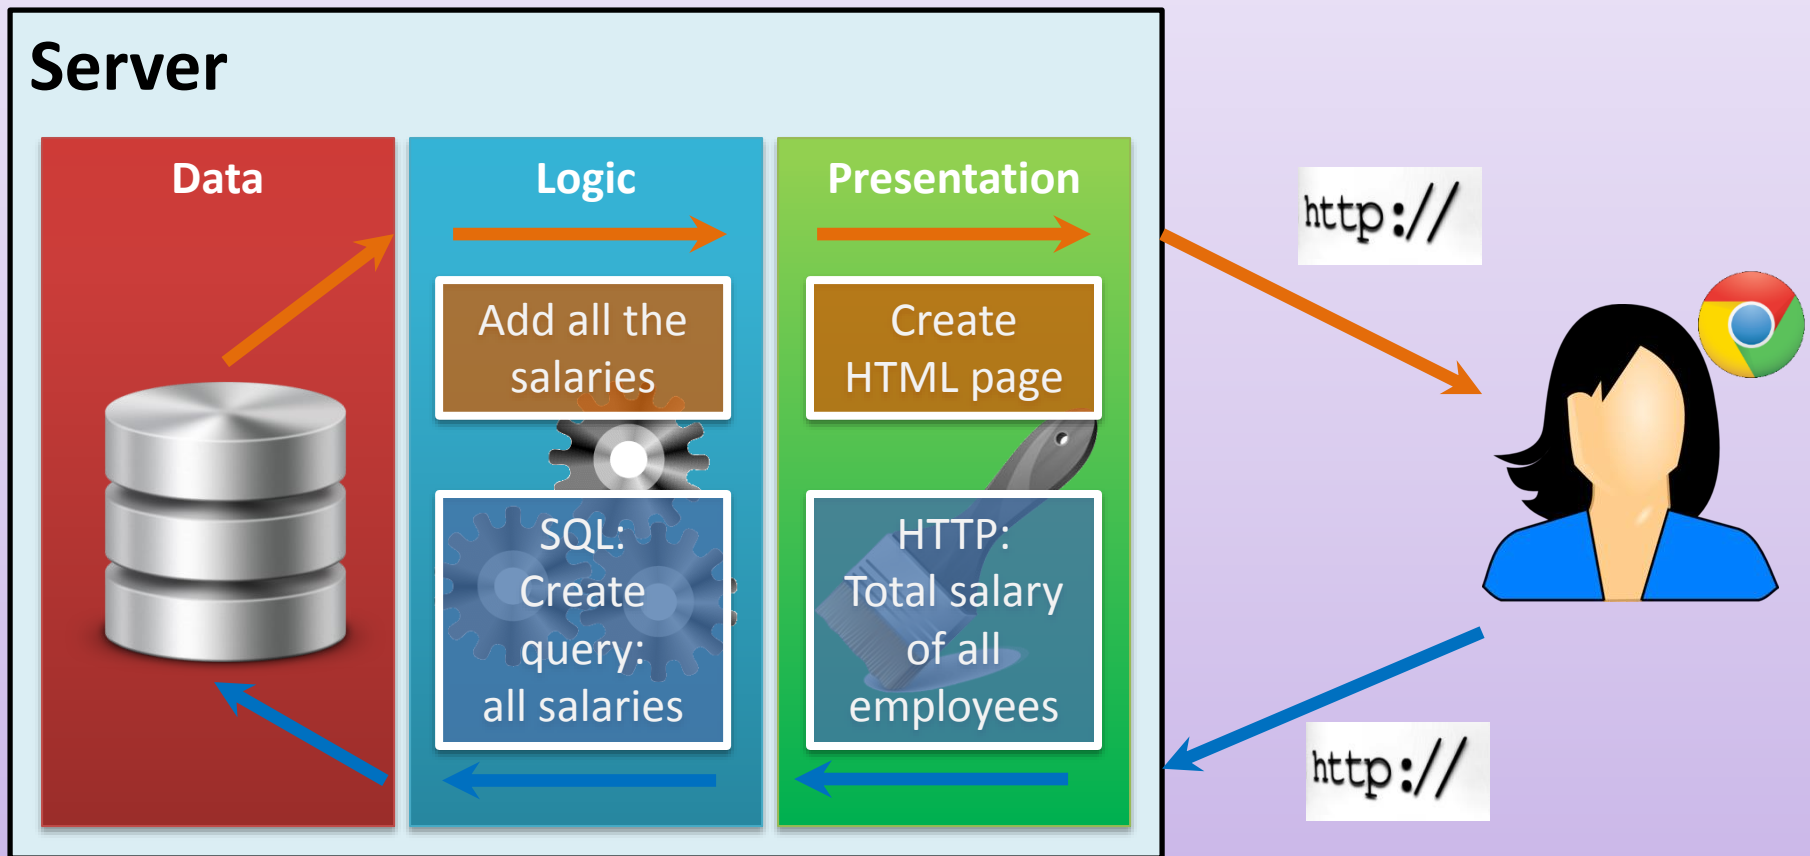 Server
Data
Logic
Presentation
http://
Add all the
salaries
Create
HTML page
SQL:
Create
query:
all salaries
HTTP:
Total salary
of all
employees
http://